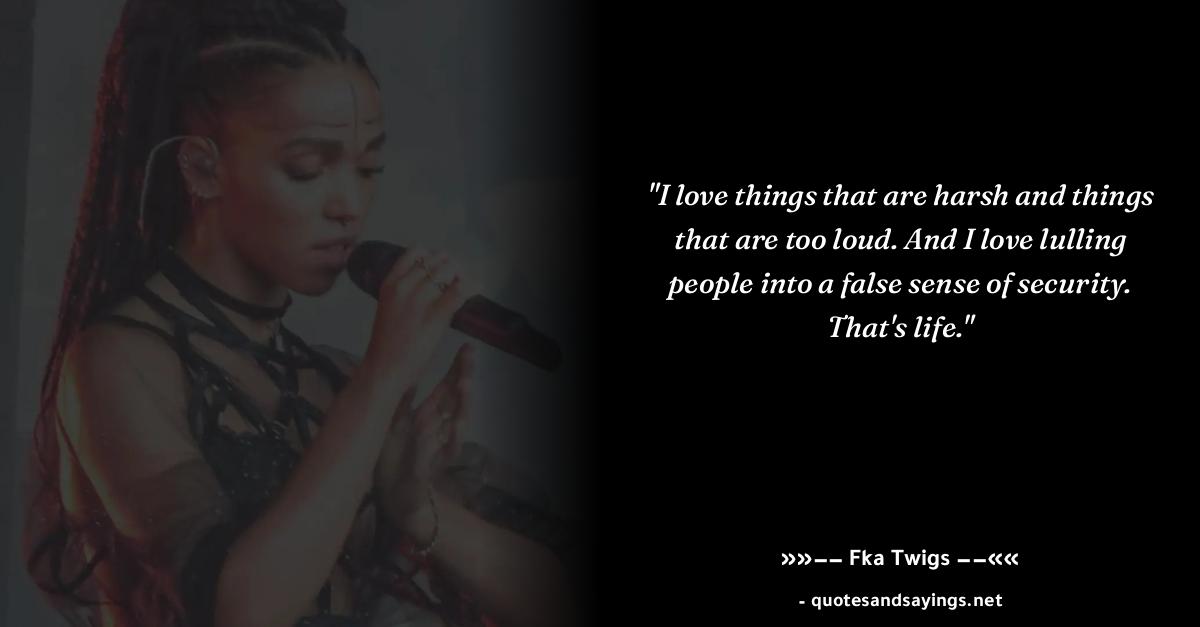 "I love things that are harsh and things
that are too loud. And I love lulling
people into a false sense of security.
That's life."
»»–– Fka Twigs ––««
- quotesandsayings.net